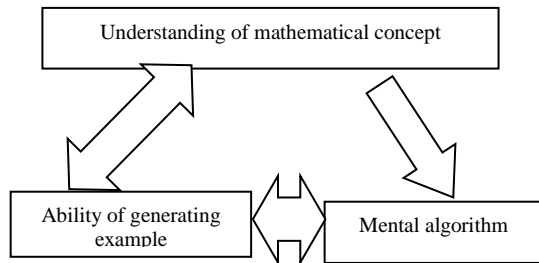 Understanding of mathematical concept
Ability of generating
example
Mental algorithm